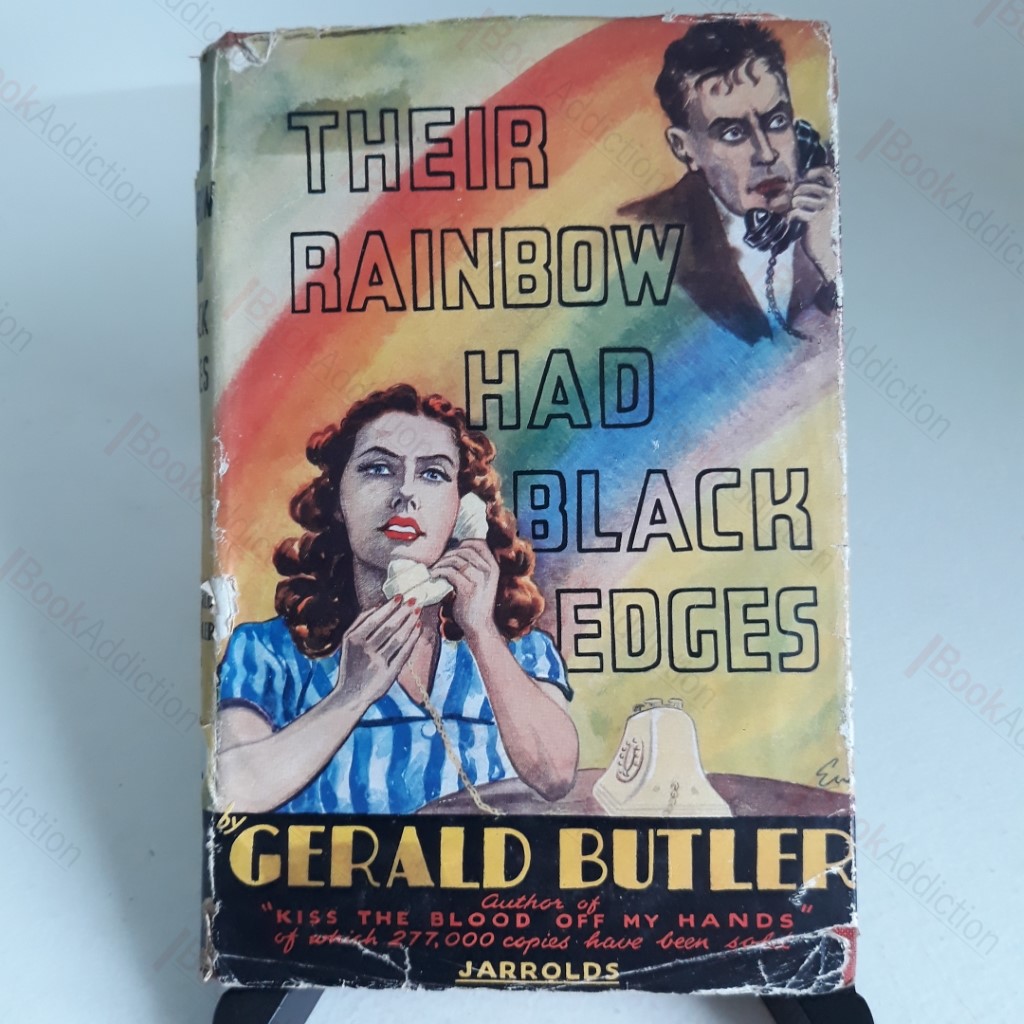 THEIR
RAINBOW
HAD
BLACK
EDGES
by
GERALD BUTLER
Author of
"KISS THE BLOOD OFF MY HANDS"
of which 277,000 copies have been sold
JARROLDS
BookAddiction